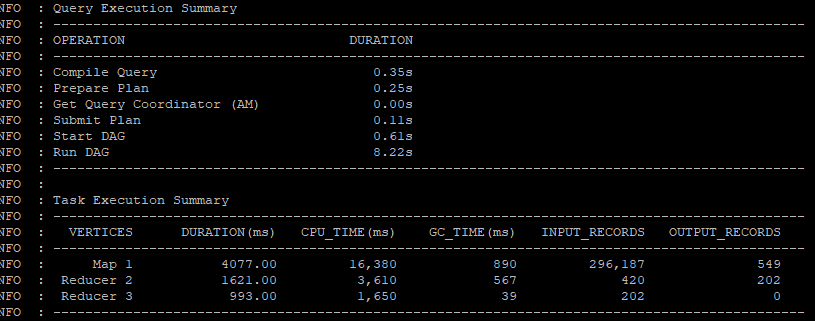 NFO  : Query Execution Summary
NFO  : ----------------------------------------------------------------------------------------------
NFO  : OPERATION                            DURATION
NFO  : ----------------------------------------------------------------------------------------------
NFO  : Compile Query                           0.35s
NFO  : Prepare Plan                            0.25s
NFO  : Get Query Coordinator (AM)              0.00s
NFO  : Submit Plan                             0.11s
NFO  : Start DAG                               0.61s
NFO  : Run DAG                                 8.22s
NFO  : ----------------------------------------------------------------------------------------------
NFO  :
NFO  : Task Execution Summary
NFO  : ----------------------------------------------------------------------------------------------
NFO  :   VERTICES      DURATION(ms)   CPU_TIME(ms)    GC_TIME(ms)   INPUT_RECORDS   OUTPUT_RECORDS
NFO  : ----------------------------------------------------------------------------------------------
NFO  :      Map 1           4077.00         16,380            890         296,187              549
NFO  :  Reducer 2           1621.00          3,610            567             420              202
NFO  :  Reducer 3            993.00          1,650             39             202                0
NFO  : ----------------------------------------------------------------------------------------------